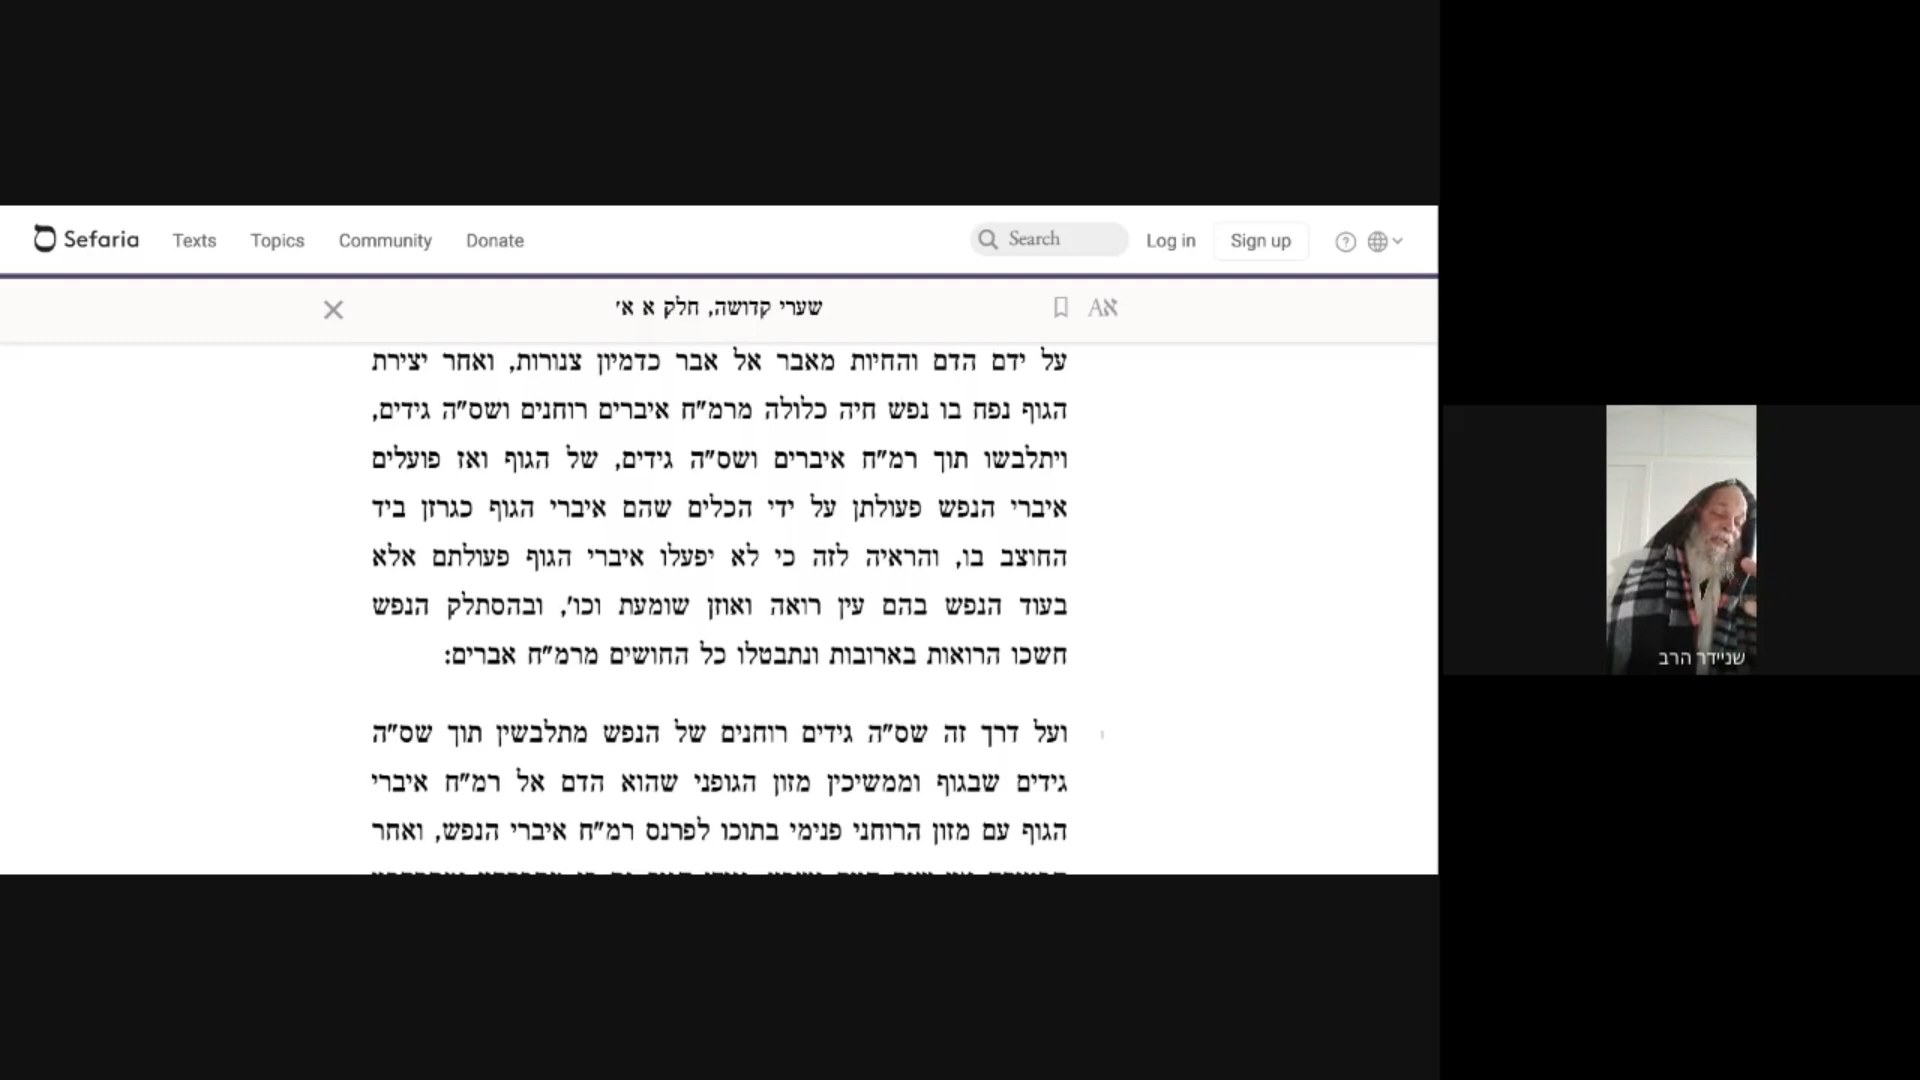 Sefaria
Texts
Topics
Community
Donate
Search
Log in
Sign up
שערי קדושה, חלק א א׳
אA
על ידם הדם והחיות מאבר אל אבר כדמיון צנורות, ואחר יצירת
הגוף נפח בו נפש חיה כלולה מרמ״ח איברים רוחנים ושס״ה גידים,
ויתלבשו תוך רמ״ח איברים ושס״ה גידים, של הגוף ואז פועלים
איברי הנפש פעולתן על ידי הכלים שהם איברי הגוף כגרזן ביד
החוצב בו, והראיה לזה כי לא יפעלו איברי הגוף פעולתם אלא
בעוד הנפש בהם עין רואה ואוזן שומעת וכו', ובהסתלק הנפש
חשכו הרואות בארובות ונתבטלו כל החושים מרמ״ח אברים:
ועל דרך זה שס״ה גידים רוחנים של הנפש מתלבשין תוך שס״ה
גידים שבגוף וממשיכין מזון הגופני שהוא הדם אל רמ״ח איברי
הגוף עם מזון הרוחני פנימי בתוכו לפרנס רמ״ח איברי הנפש, ואחר
שניידר הרב